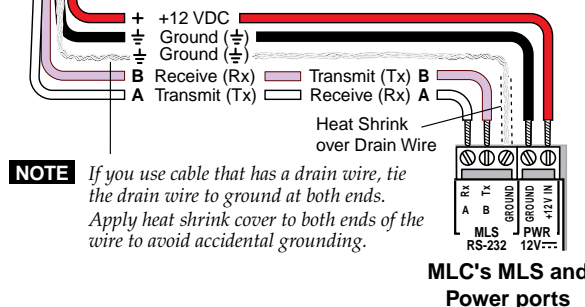 + +12 VDC
⏚ Ground (⏚)
⏚ Ground (⏚)
B Receive (Rx) Transmit (Tx) B
A Transmit (Tx) Receive (Rx) A
Heat Shrink
over Drain Wire
NOTE If you use cable that has a drain wire, tie
the drain wire to ground at both ends.
Apply heat shrink cover to both ends of the
wire to avoid accidental grounding.
Rx Tx GROUND GROUND +12V IN
A B
MLS PWR
RS-232 12V⎓
MLC's MLS and
Power ports